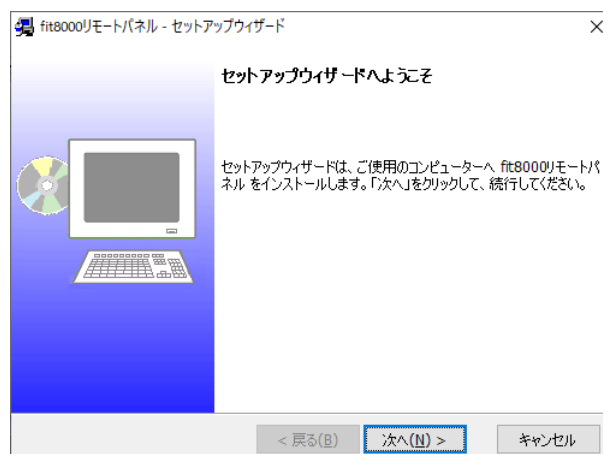 fit8000リモートパネル - セットアップウィザード
セットアップウィザードへようこそ
セットアップウィザードは、ご使用のコンピューターへ fit8000リモートパ
ネル をインストールします。「次へ」をクリックして、続行してください。
< 戻る(B) 次へ(N) > キャンセル